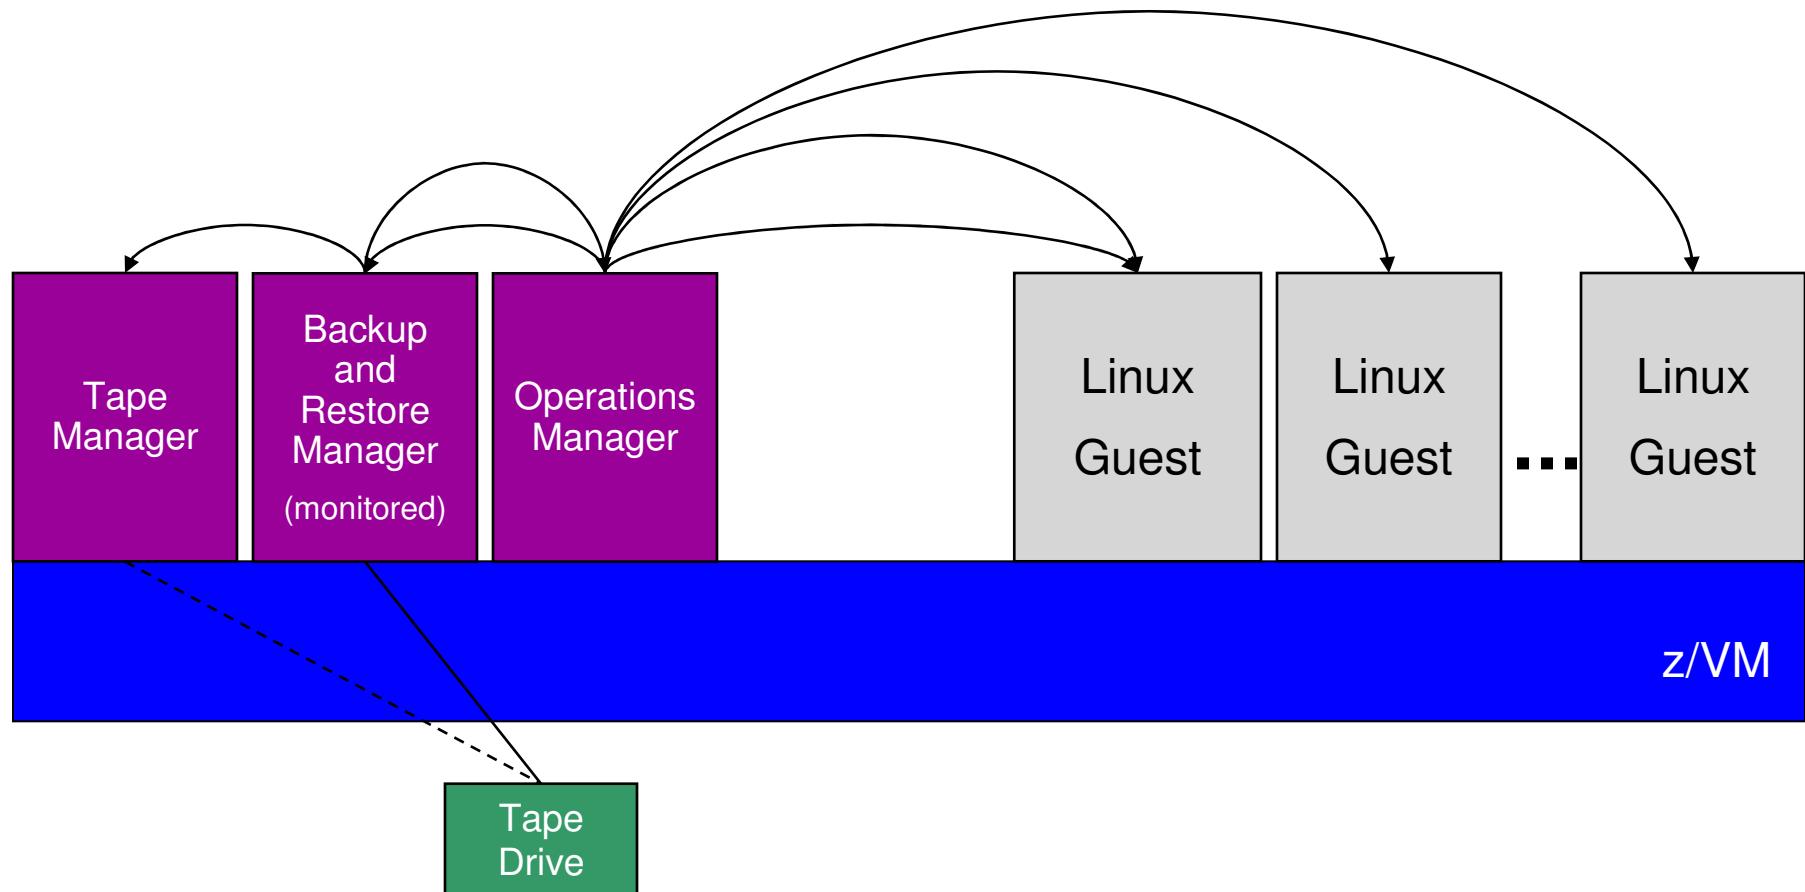 Tape
Manager
Backup
and
Restore
Manager
(monitored)
Operations
Manager
Linux
Guest
Linux
Guest
Linux
Guest
z/VM
Tape
Drive